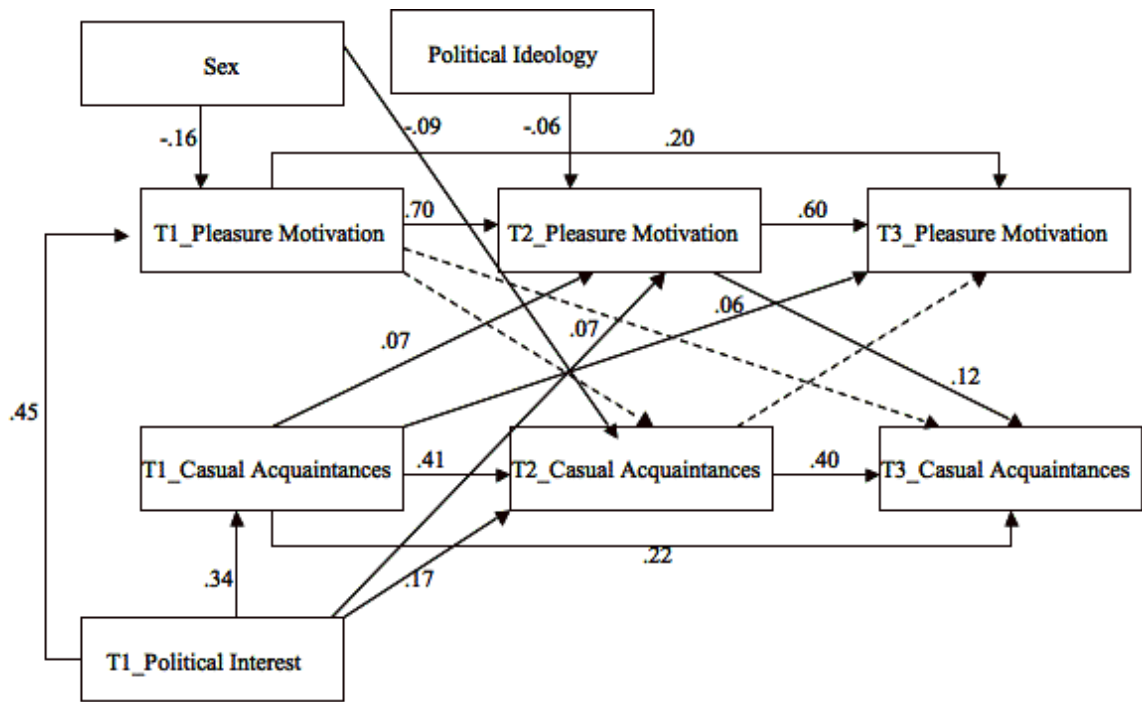 Sex
Political Ideology
-.16
-.09
-.06
.20
T1_Pleasure Motivation
.70
T2_Pleasure Motivation
.60
T3_Pleasure Motivation
.07
.07
.06
.12
.45
T1_Casual Acquaintances
.41
T2_Casual Acquaintances
.40
T3_Casual Acquaintances
.34
.17
.22
T1_Political Interest